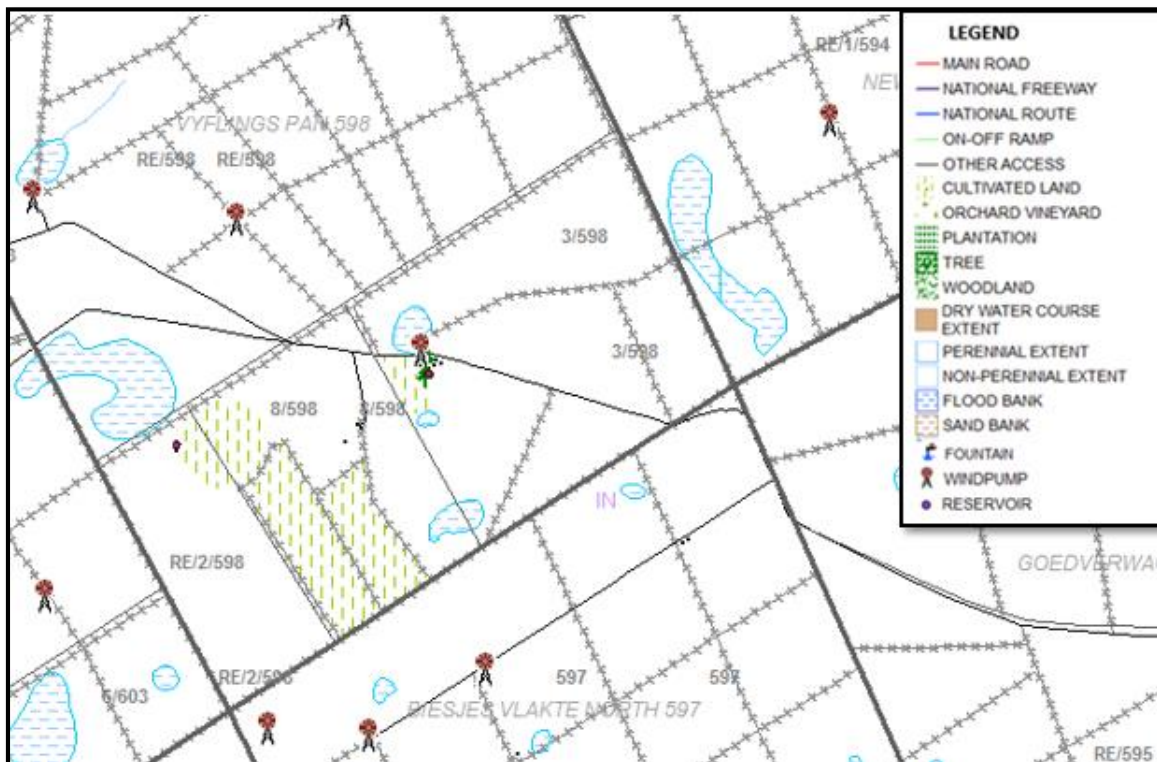 RE/1/594
NEW
VYFLINGS PAN 598
RE/598 RE/598
3/598
3/598
8/598
8/598
IN
RE/2/598
RE/2/598
6/603
597
597
BIESJES VLAKTE NORTH 597
GOEDVERWA
RE/595
LEGEND
MAIN ROAD
NATIONAL FREEWAY
NATIONAL ROUTE
ON-OFF RAMP
OTHER ACCESS
CULTIVATED LAND
ORCHARD VINEYARD
PLANTATION
TREE
WOODLAND
DRY WATER COURSE
EXTENT
PERENNIAL EXTENT
NON-PERENNIAL EXTENT
FLOOD BANK
SAND BANK
FOUNTAIN
WINDPUMP
RESERVOIR